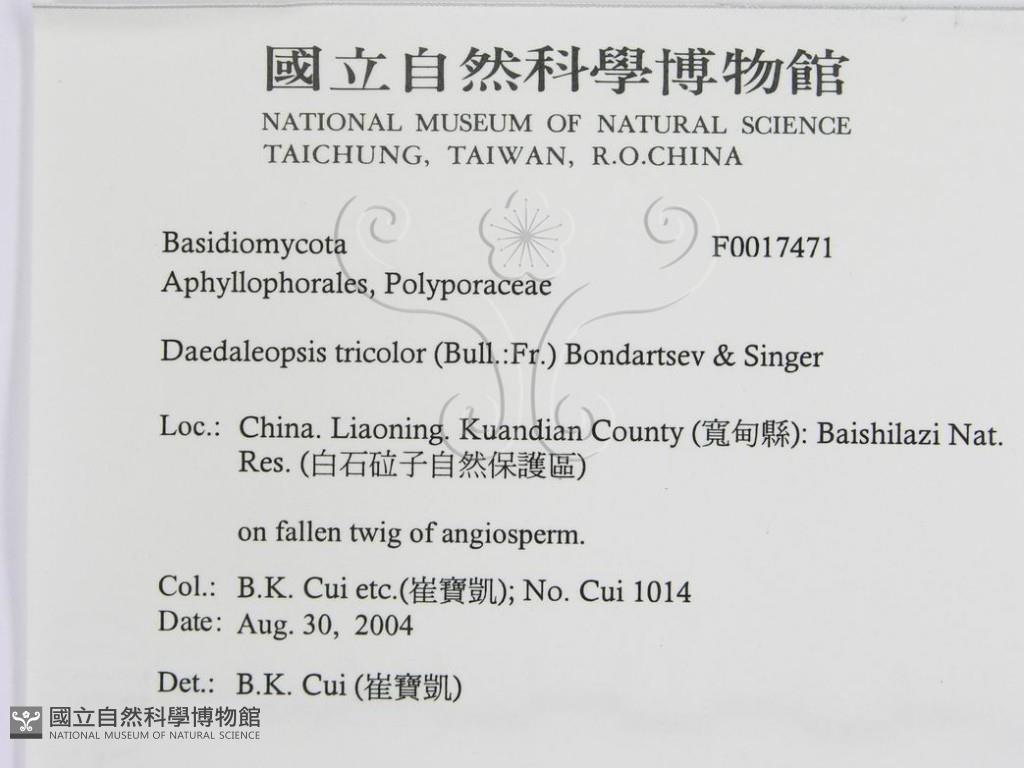 國立自然科學博物館
NATIONAL MUSEUM OF NATURAL SCIENCE
TAICHUNG, TAIWAN, R.O.CHINA
Basidiomycota F0017471
Aphyllophorales, Polyporaceae
Daedaleopsis tricolor (Bull.:Fr.) Bondartsev & Singer
Loc.: China. Liaoning. Kuandian County (寬甸縣): Baishilazi Nat.
Res. (白石砬子自然保護區)
on fallen twig of angiosperm.
Col.: B.K. Cui etc.(崔寶凱); No. Cui 1014
Date: Aug. 30, 2004
Det.: B.K. Cui (崔寶凱)
國立自然科學博物館
NATIONAL MUSEUM OF NATURAL SCIENCE